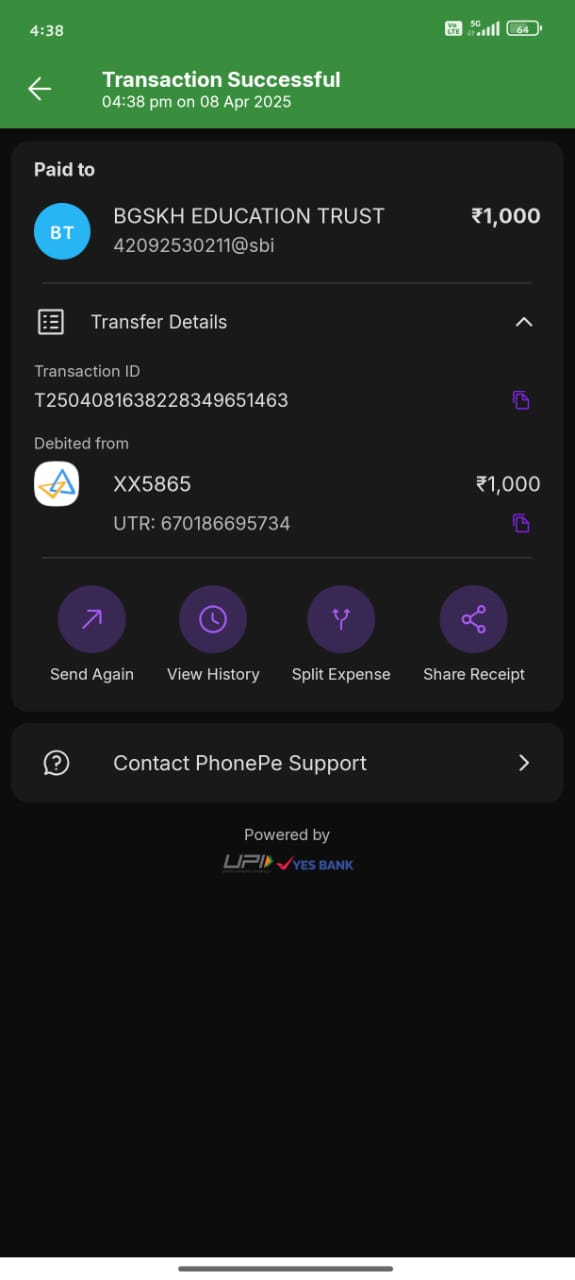 4:38
Vo LTE 5G 64
Transaction Successful
04:38 pm on 08 Apr 2025
Paid to
BT
BGSKH EDUCATION TRUST ₹1,000
42092530211@sbi
Transfer Details
Transaction ID
T2504081638228349651463
Debited from
XX5865 ₹1,000
UTR: 670186695734
Send Again View History Split Expense Share Receipt
Contact PhonePe Support
Powered by
UPI YES BANK